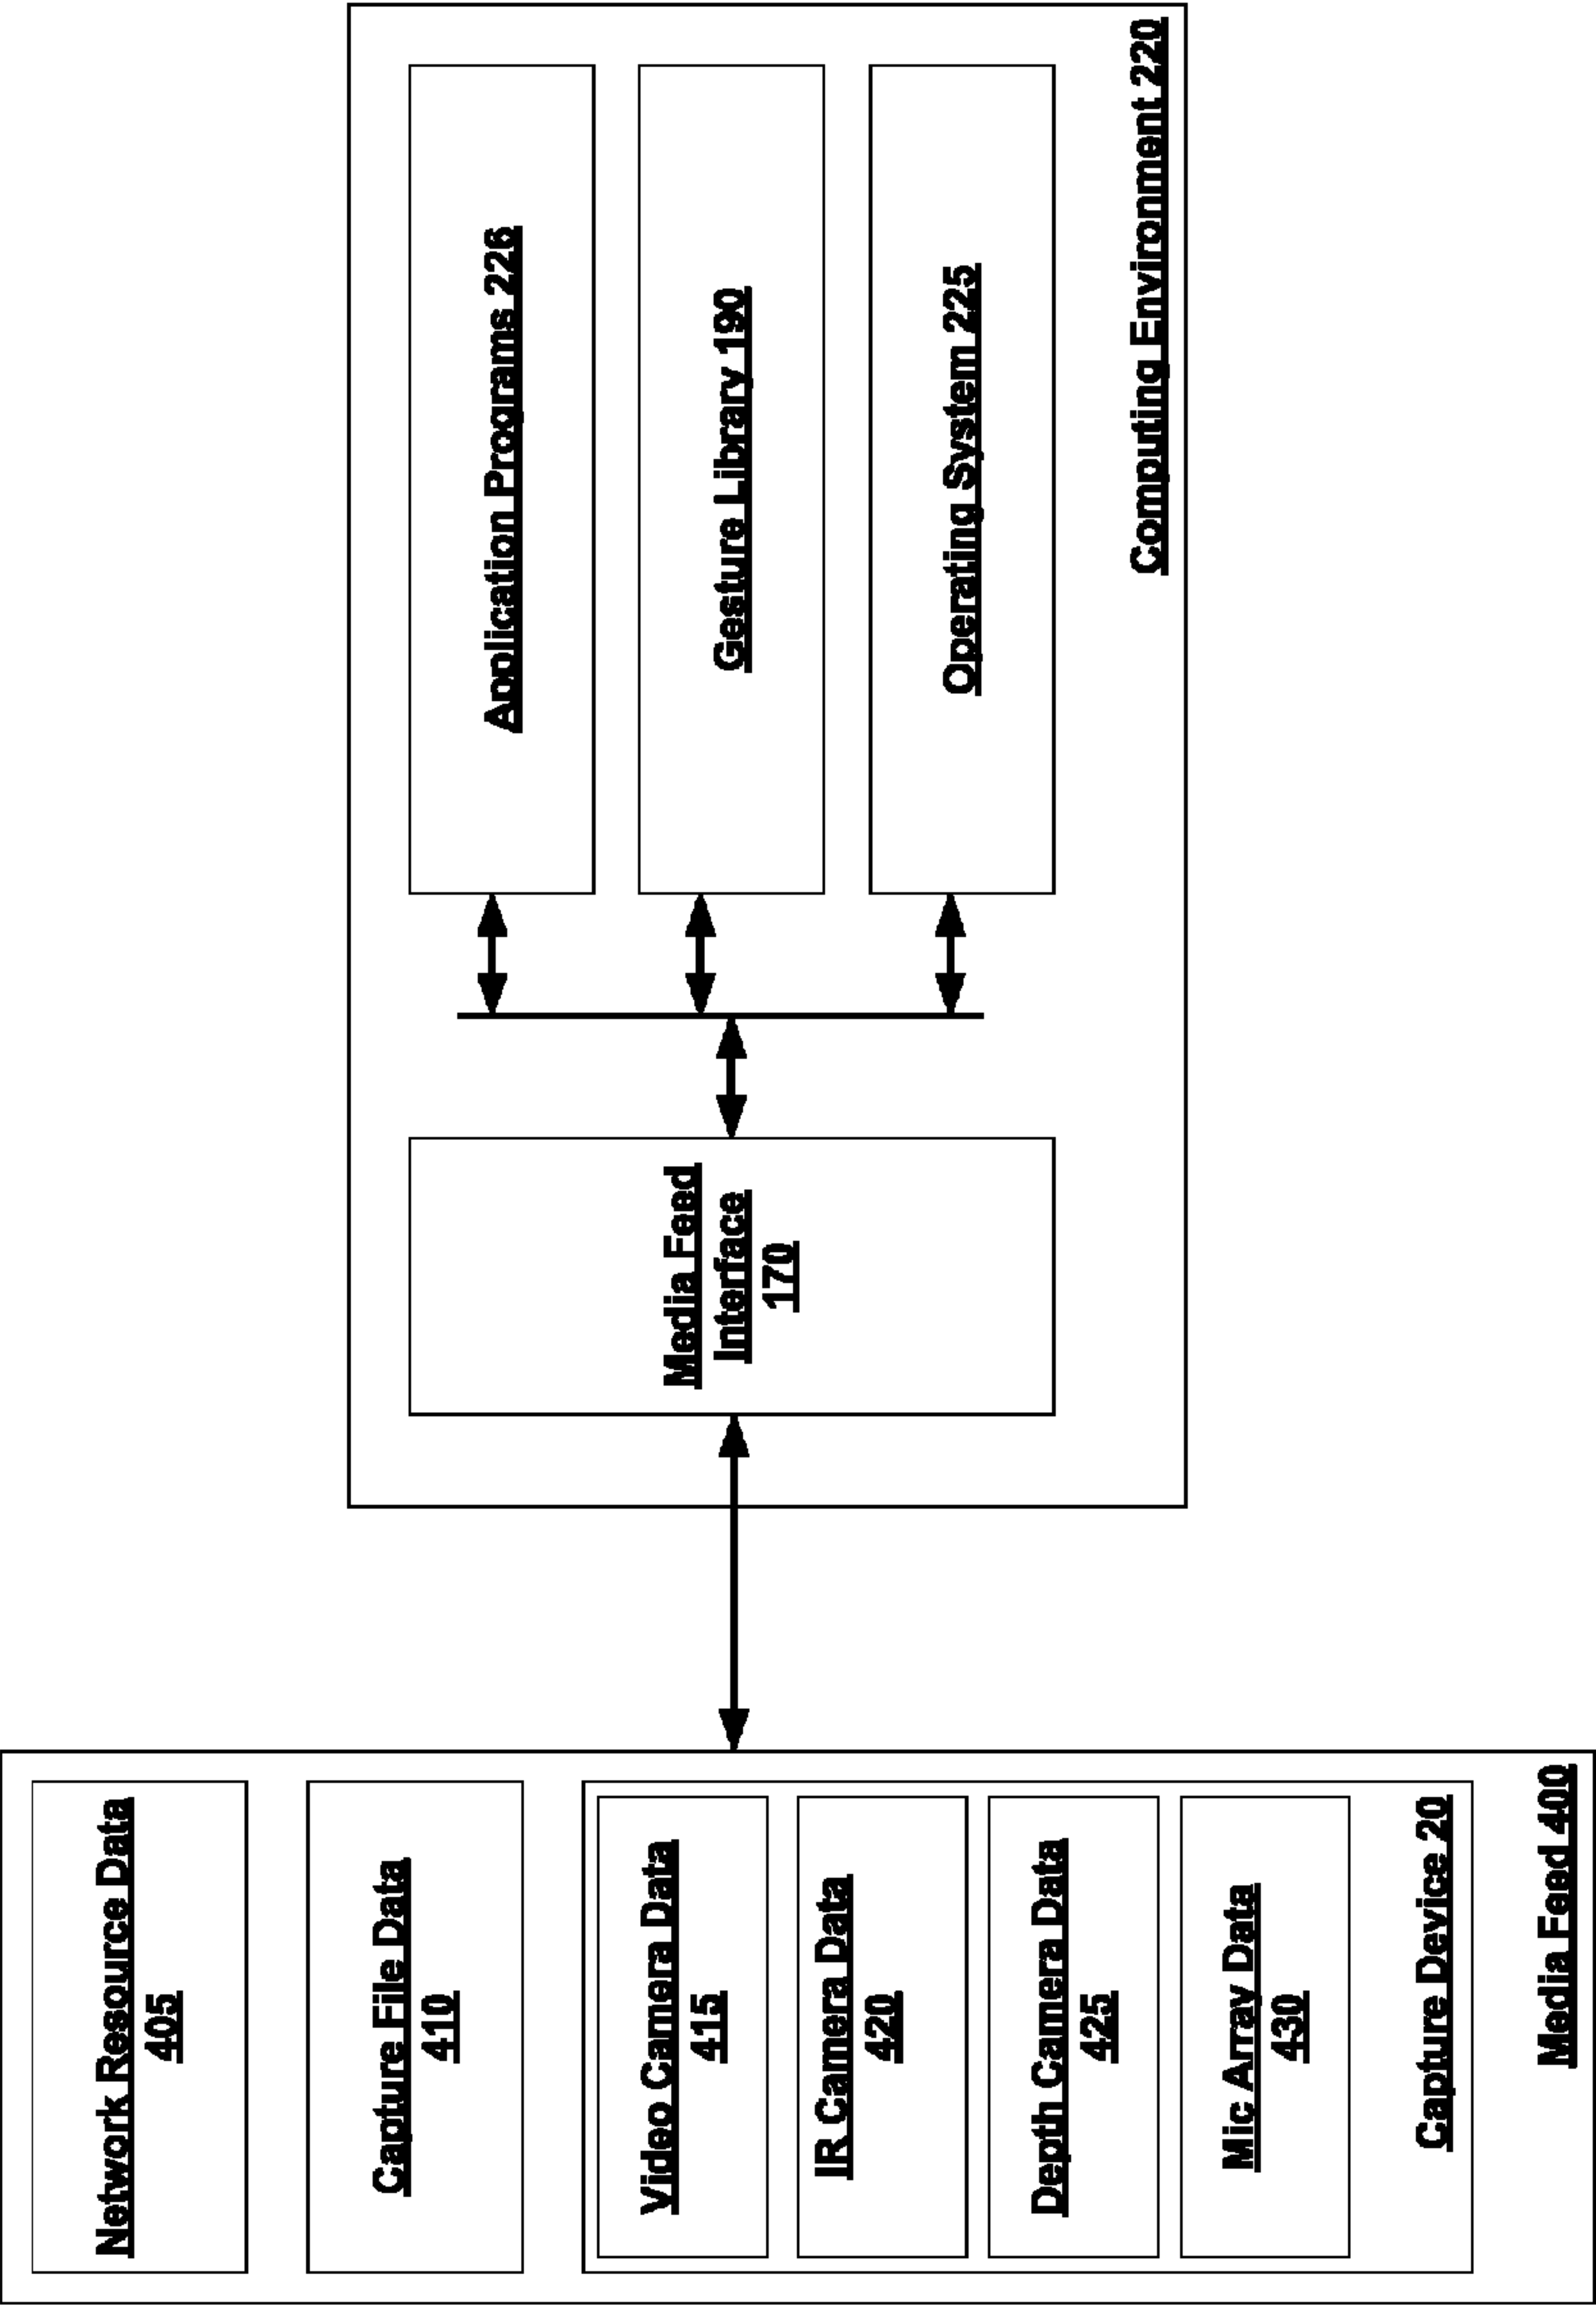 Network Resource Data
405
Capture File Data
410
Video Camera Data
415
IR Camera Data
420
Depth Camera Data
425
Mic Array Data
430
Capture Device 20
Media Feed 400
Media Feed
Interface
170
Application Programs 226
Gesture Library 190
Operating System 225
Computing Environment 220